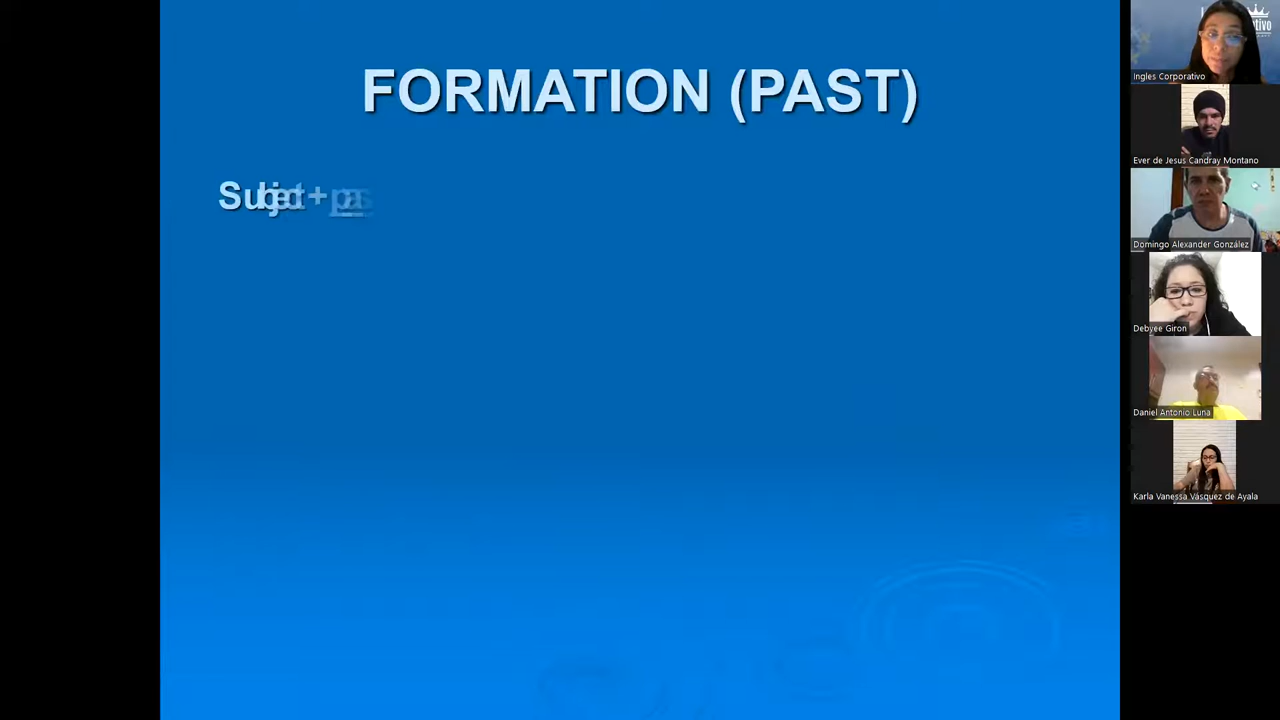 FORMATION (PAST)
Subject +
Ingles Corporativo
Ever de Jesus Candray Montano
Domingo Alexander González
Debyee Giron
Daniel Antonio Luna
Karla Vanessa Vásquez de Ayala